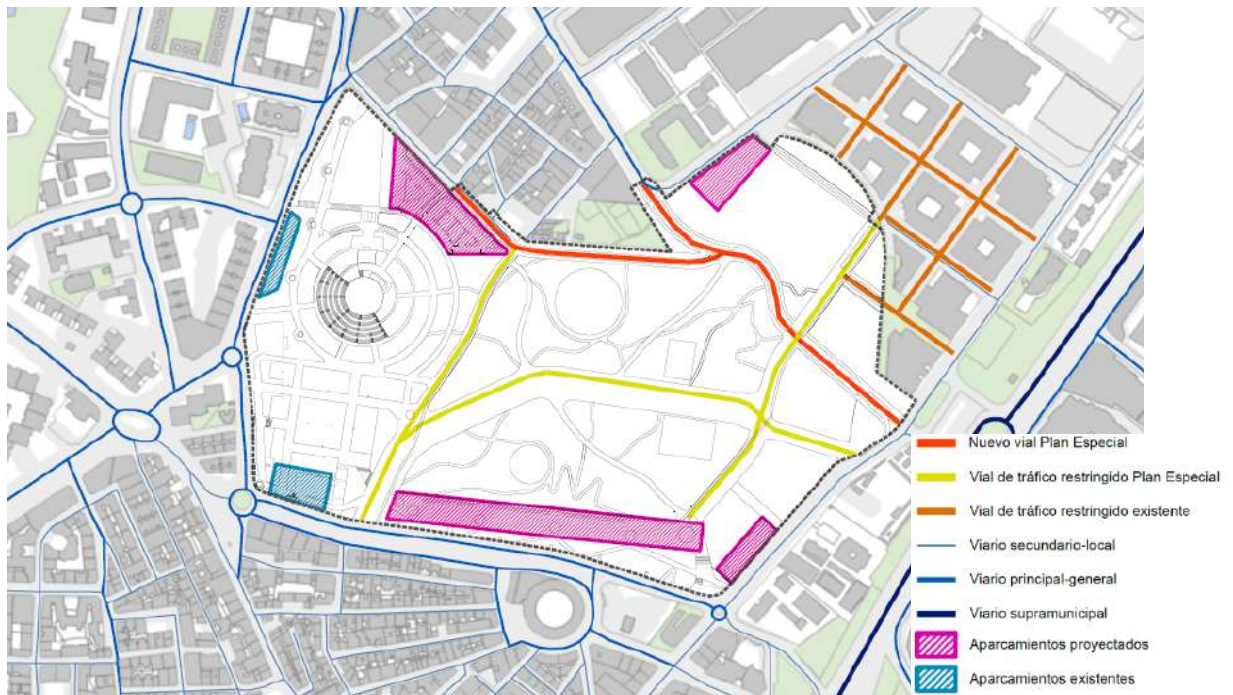 Nuevo vial Plan Especial
Vial de tráfico restringido Plan Especial
Vial de tráfico restringido existente
Viario secundario-local
Viario principal-general
Viario supramunicipal
Aparcamientos proyectados
Aparcamientos existentes